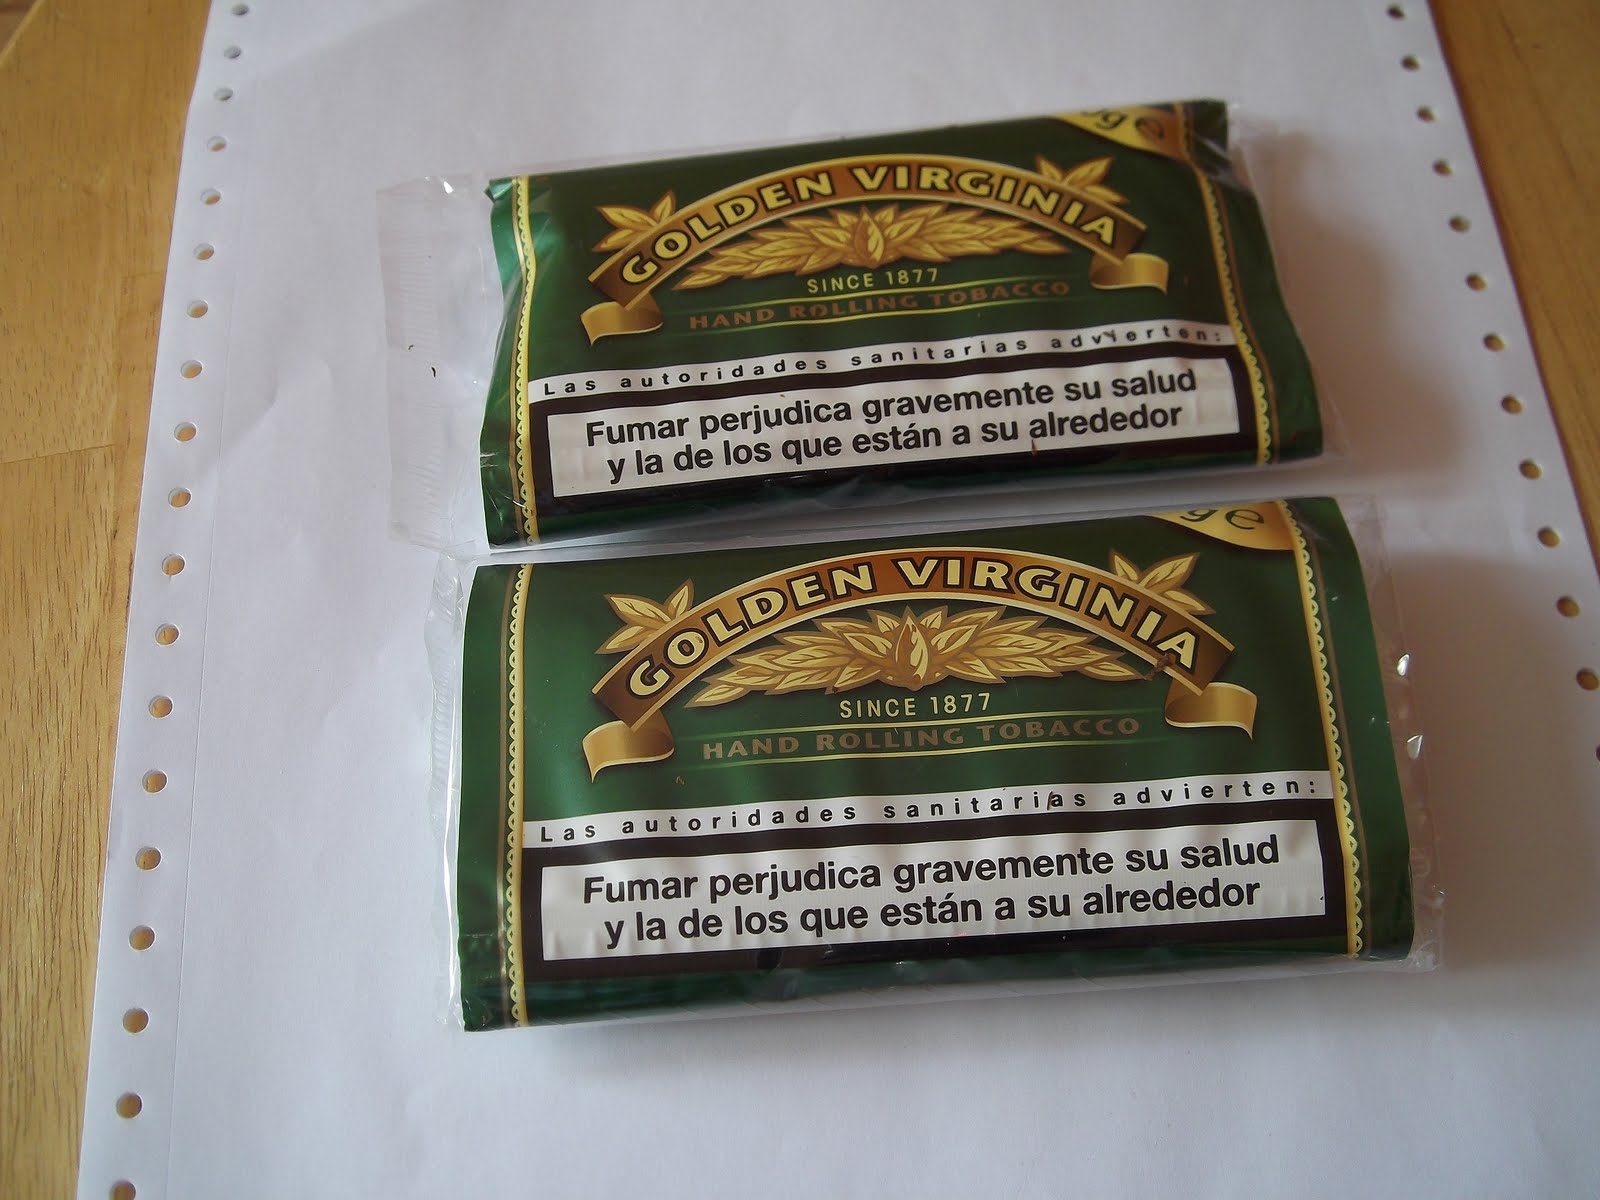 GOLDEN VIRGINIA
SINCE 1877
HAND ROLLING TOBACCO
Las autoridades sanitarias advierten:
Fumar perjudica gravemente su salud
y la de los que están a su alrededor
GOLDEN VIRGINIA
SINCE 1877
HAND ROLLING TOBACCO
Las autoridades sanitarias advierten:
Fumar perjudica gravemente su salud
y la de los que están a su alrededor